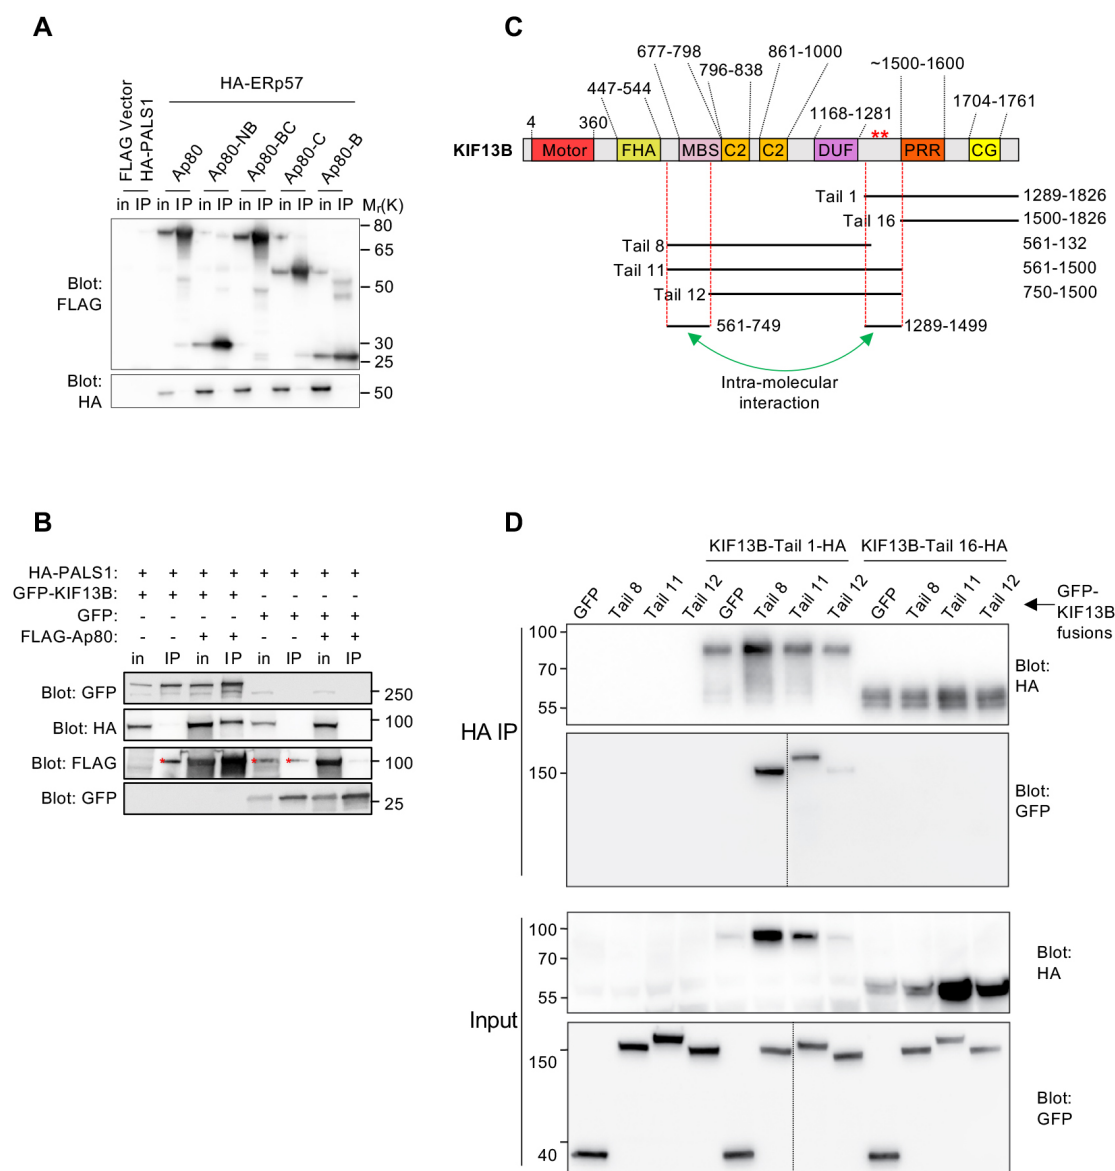 A
HA-ERp57
FLAG Vector
HA-PALS1
Ap80
Ap80-NB
Ap80-BC
Ap80-C
Ap80-B
in IP in IP in IP in IP in IP in IP Mr(K)
80
65
50
30
25
Blot:
FLAG
Blot:
HA
50
B
HA-PALS1: + + + + + + + +
GFP-KIF13B: + + + + - - - -
GFP: - - - - + + + +
FLAG-Ap80: - - + + - - + +
in IP in IP in IP in IP
Blot: GFP 250
Blot: HA 100
Blot: FLAG * * * 100
Blot: GFP 25
C
677-798
861-1000
796-838
~1500-1600
447-544
1704-1761
1168-1281
4
360
**
KIF13B Motor FHA MBS C2 C2 DUF PRR CG
Tail 1 1289-1826
Tail 16 1500-1826
Tail 8 561-132
Tail 11 561-1500
Tail 12 750-1500
561-749 1289-1499
Intra-molecular
interaction
D
KIF13B-Tail 1-HA KIF13B-Tail 16-HA
GFP Tail 8 Tail 11 Tail 12 GFP Tail 8 Tail 11 Tail 12 GFP Tail 8 Tail 11 Tail 12
GFP-
KIF13B
fusions
HA IP
100
70
55
Blot:
HA
150
Blot:
GFP
Input
100
70
55
Blot:
HA
150
40
Blot:
GFP